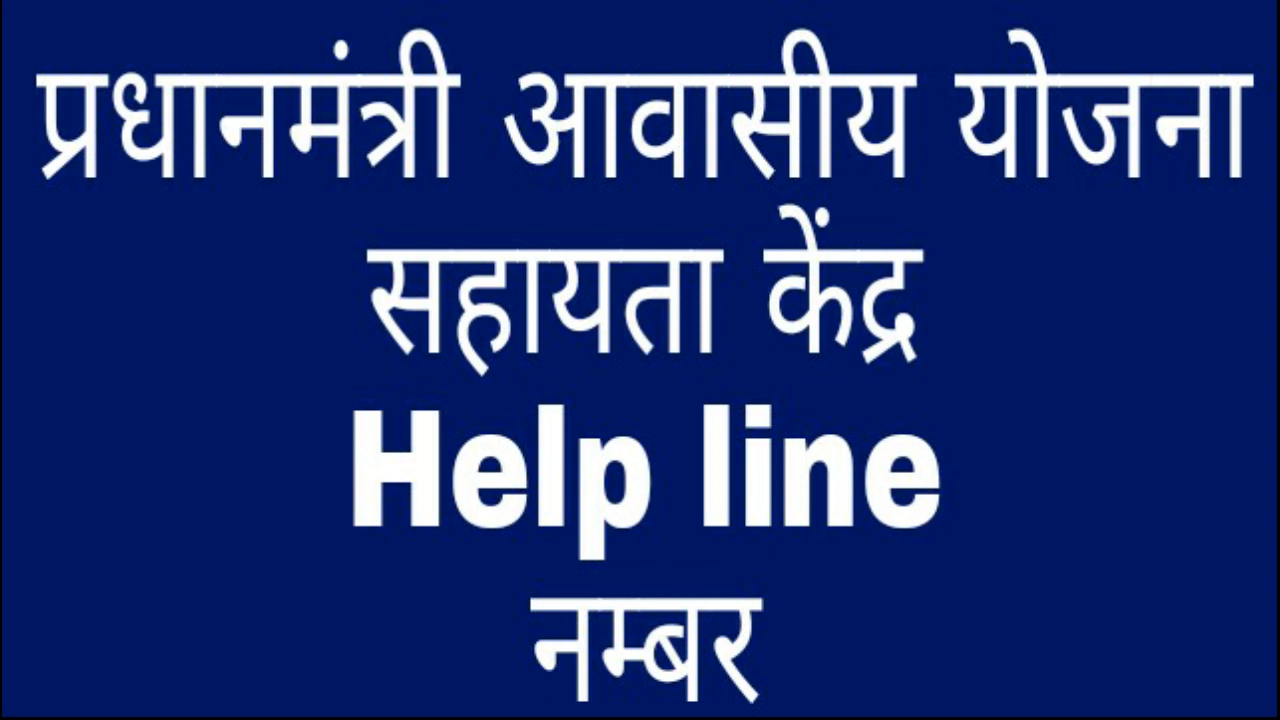 प्रधानमंत्री आवासीय योजना
सहायता केंद्र
Help line
नम्बर